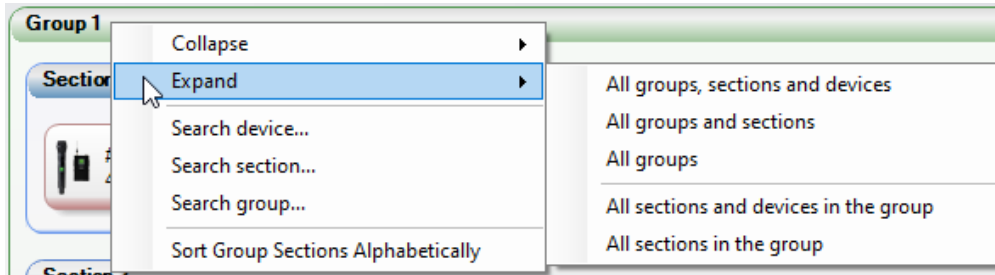 Group 1
Collapse
Expand
Search device...
Search section...
Search group...
Sort Group Sections Alphabetically
All groups, sections and devices
All groups and sections
All groups
All sections and devices in the group
All sections in the group